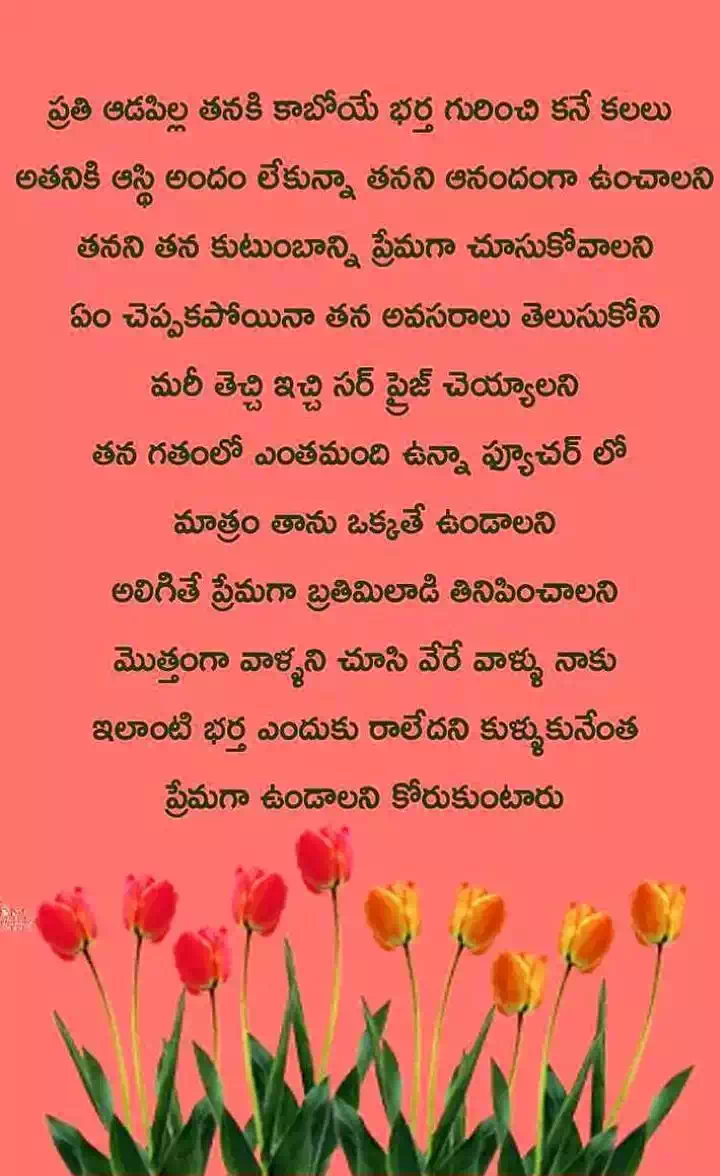 ప్రతి ఆడపిల్ల తనకి కాబోయే భర్త గురించి కనే కలలు
అతనికి ఆస్థి అందం లేకున్నా తనని ఆనందంగా ఉంచాలని
తనని తన కుటుంబాన్ని ప్రేమగా చూసుకోవాలని
ఏం చెప్పకపోయినా తన అవసరాలు తెలుసుకోని
మరీ తెచ్చి ఇచ్చి సర్ ప్రైజ్ చెయ్యాలని
తన గతంలో ఎంతమంది ఉన్నా ఫ్యూచర్ లో
మాత్రం తాను ఒక్కతే ఉండాలని
అలిగితే ప్రేమగా బ్రతిమిలాడి తినిపించాలని
మొత్తంగా వాళ్ళని చూసి వేరే వాళ్ళు నాకు
ఇలాంటి భర్త ఎందుకు రాలేదని కుళ్ళుకునేంత
ప్రేమగా ఉండాలని కోరుకుంటారు